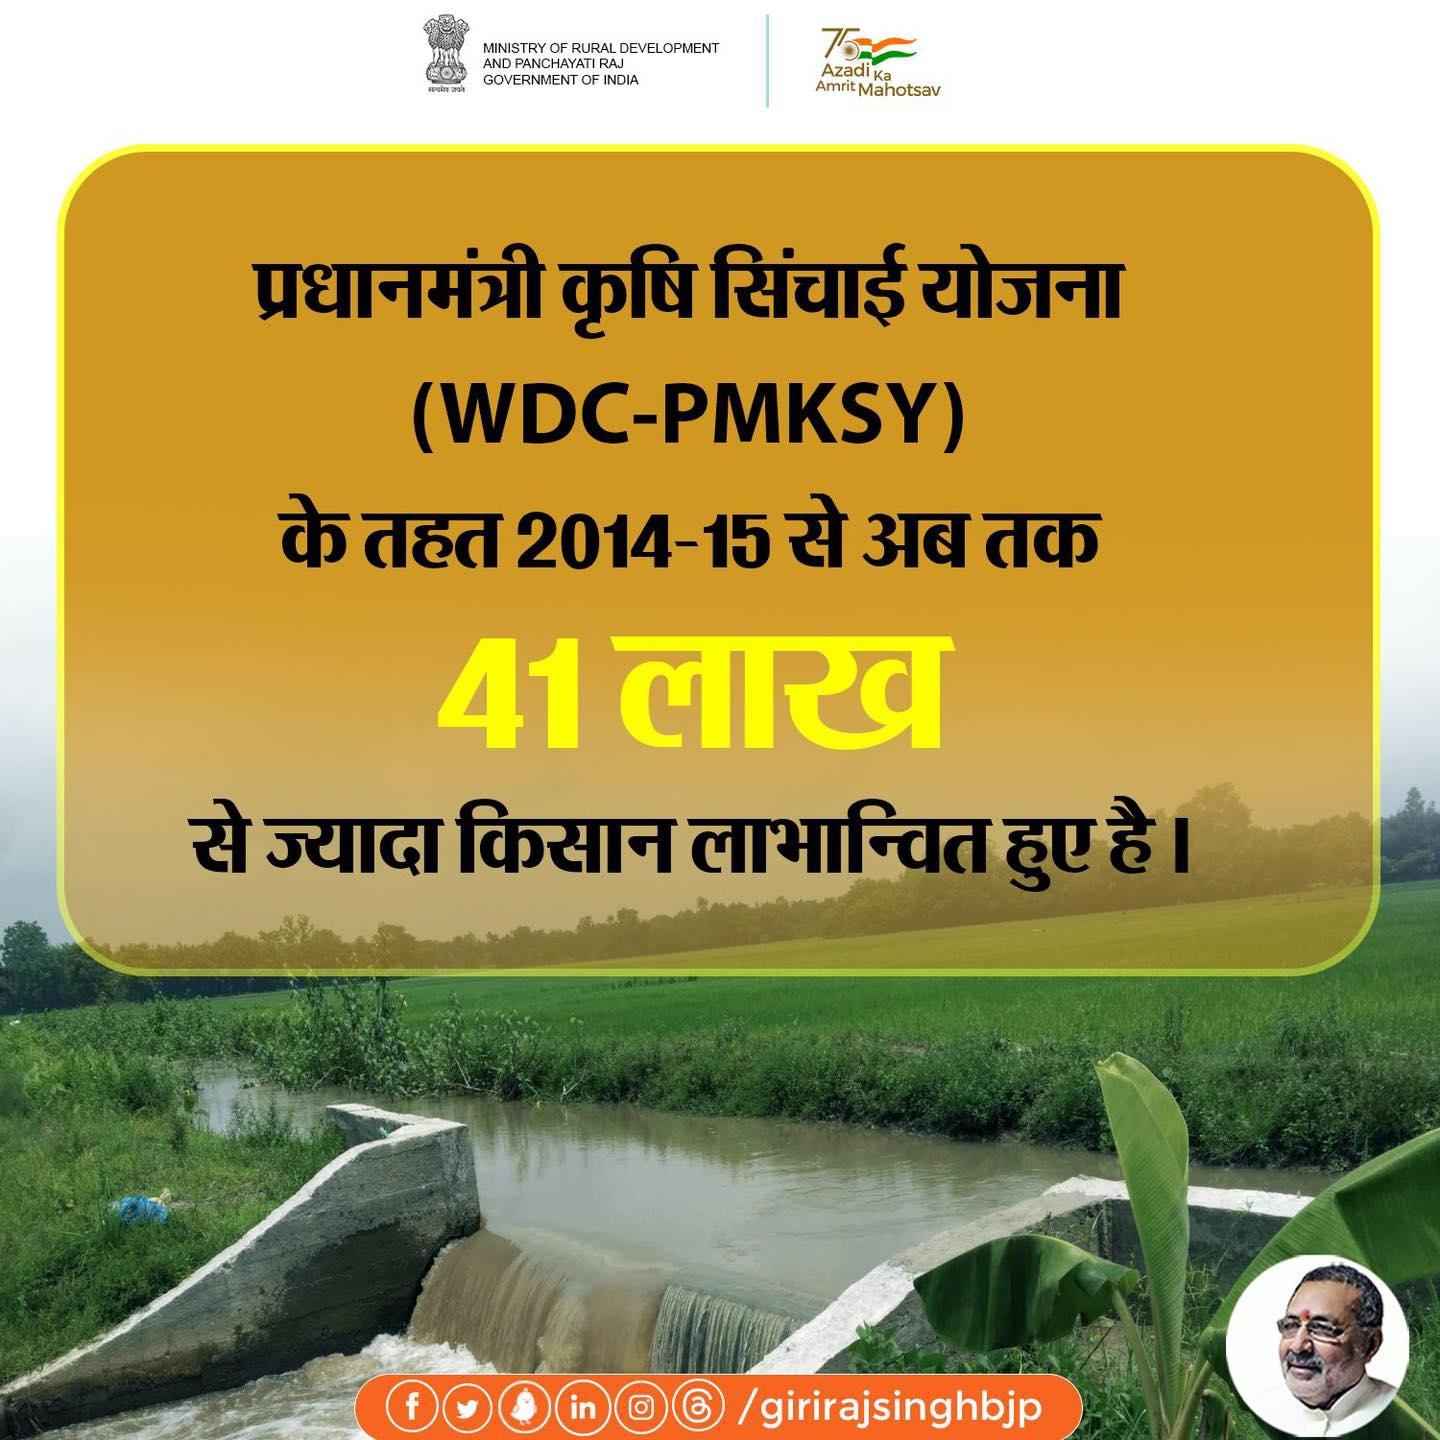 MINISTRY OF RURAL DEVELOPMENT
AND PANCHAYATI RAJ
GOVERNMENT OF INDIA
सत्यमेव जयते
75
Azadi Ka
Amrit Mahotsav
प्रधानमंत्री कृषि सिंचाई योजना
(WDC-PMKSY)
के तहत 2014-15 से अब तक
41 लाख
से ज्यादा किसान लाभान्वित हुए है ।
/girirajsinghbjp